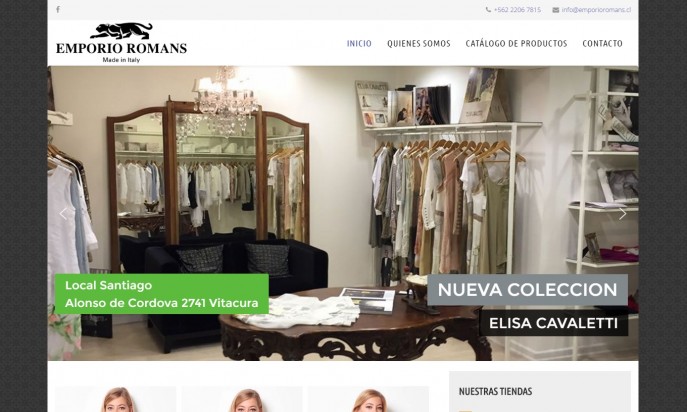 +562 2206 7815 info@emporioromans.cl
EMPORIO ROMANS
Made in Italy
INICIO QUIENES SOMOS CATÁLOGO DE PRODUCTOS CONTACTO
Local Santiago
Alonso de Cordova 2741 Vitacura
NUEVA COLECCION
ELISA CAVALETTI
NUESTRAS TIENDAS